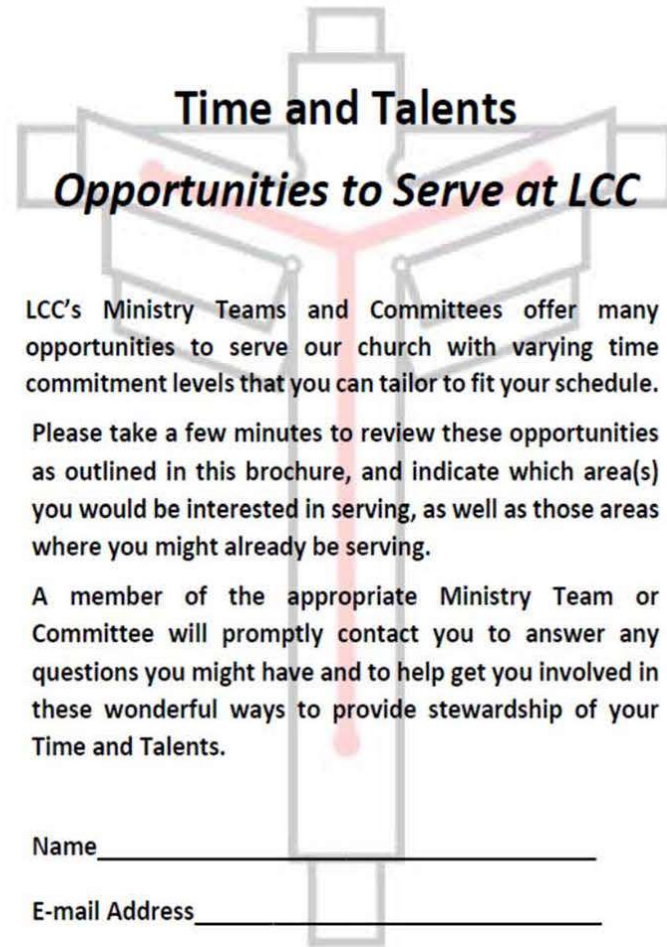 Time and Talents
Opportunities to Serve at LCC
LCC's Ministry Teams and Committees offer many
opportunities to serve our church with varying time
commitment levels that you can tailor to fit your schedule.
Please take a few minutes to review these opportunities
as outlined in this brochure, and indicate which area(s)
you would be interested in serving, as well as those areas
where you might already be serving.
A member of the appropriate Ministry Team or
Committee will promptly contact you to answer any
questions you might have and to help get you involved in
these wonderful ways to provide stewardship of your
Time and Talents.
Name
E-mail Address